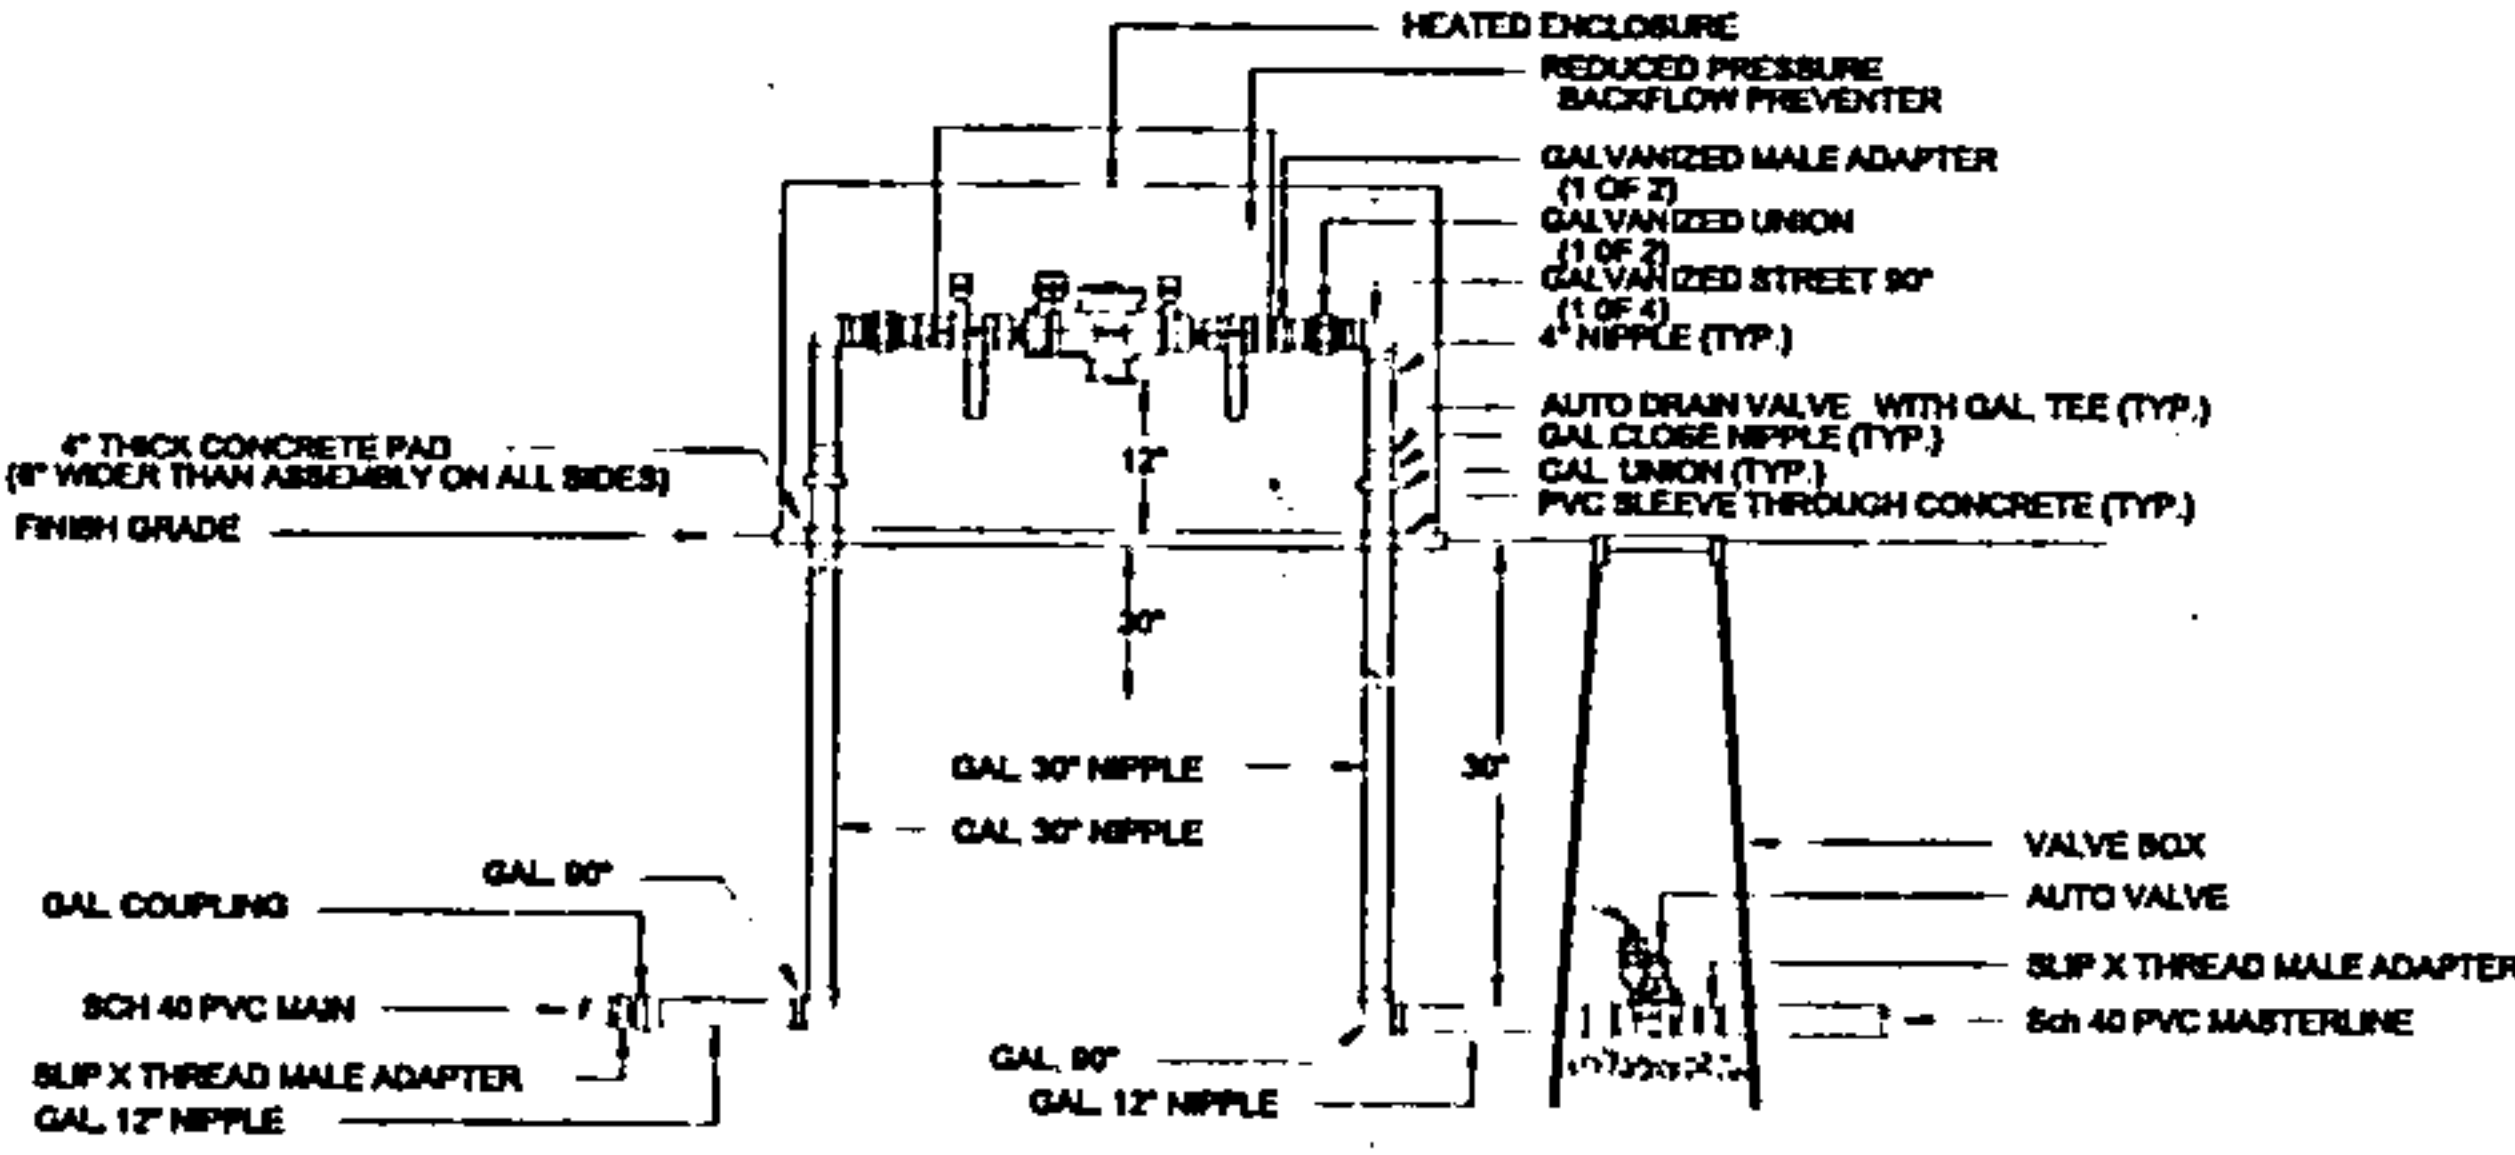 HEATED ENCLOSURE
REDUCED PRESSURE
BACKFLOW PREVENTER
GALVANIZED MALE ADAPTER
(1 OF 2)
GALVANIZED UNION
(1 OF 2)
GALVANIZED STREET 90°
(1 OF 4)
4" NIPPLE (TYP.)
AUTO DRAIN VALVE WITH GAL. TEE (TYP.)
GAL CLOSE NIPPLE (TYP.)
GAL. UNION (TYP.)
PVC SLEEVE THROUGH CONCRETE (TYP.)
4" THICK CONCRETE PAD
WIDER THAN ASSEMBLY ON ALL SIDES)
FINISH GRADE
12"
30"
GAL. 30" NIPPLE
30"
GAL. 30" NIPPLE
VALVE BOX
GAL. 90°
GAL. COUPLING
AUTO VALVE
SLIP X THREAD MALE ADAPTER
SCH 40 PVC MAIN
Sch 40 PVC MASTERLINE
GAL. 90°
SLIP X THREAD MALE ADAPTER
GAL. 12" NIPPLE
GAL. 12" NIPPLE